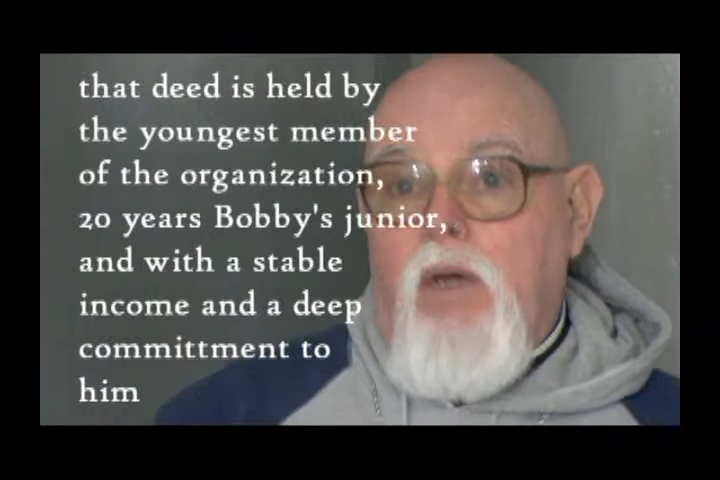 that deed is held by
the youngest member
of the organization,
20 years Bobby's junior,
and with a stable
income and a deep
committment to
him